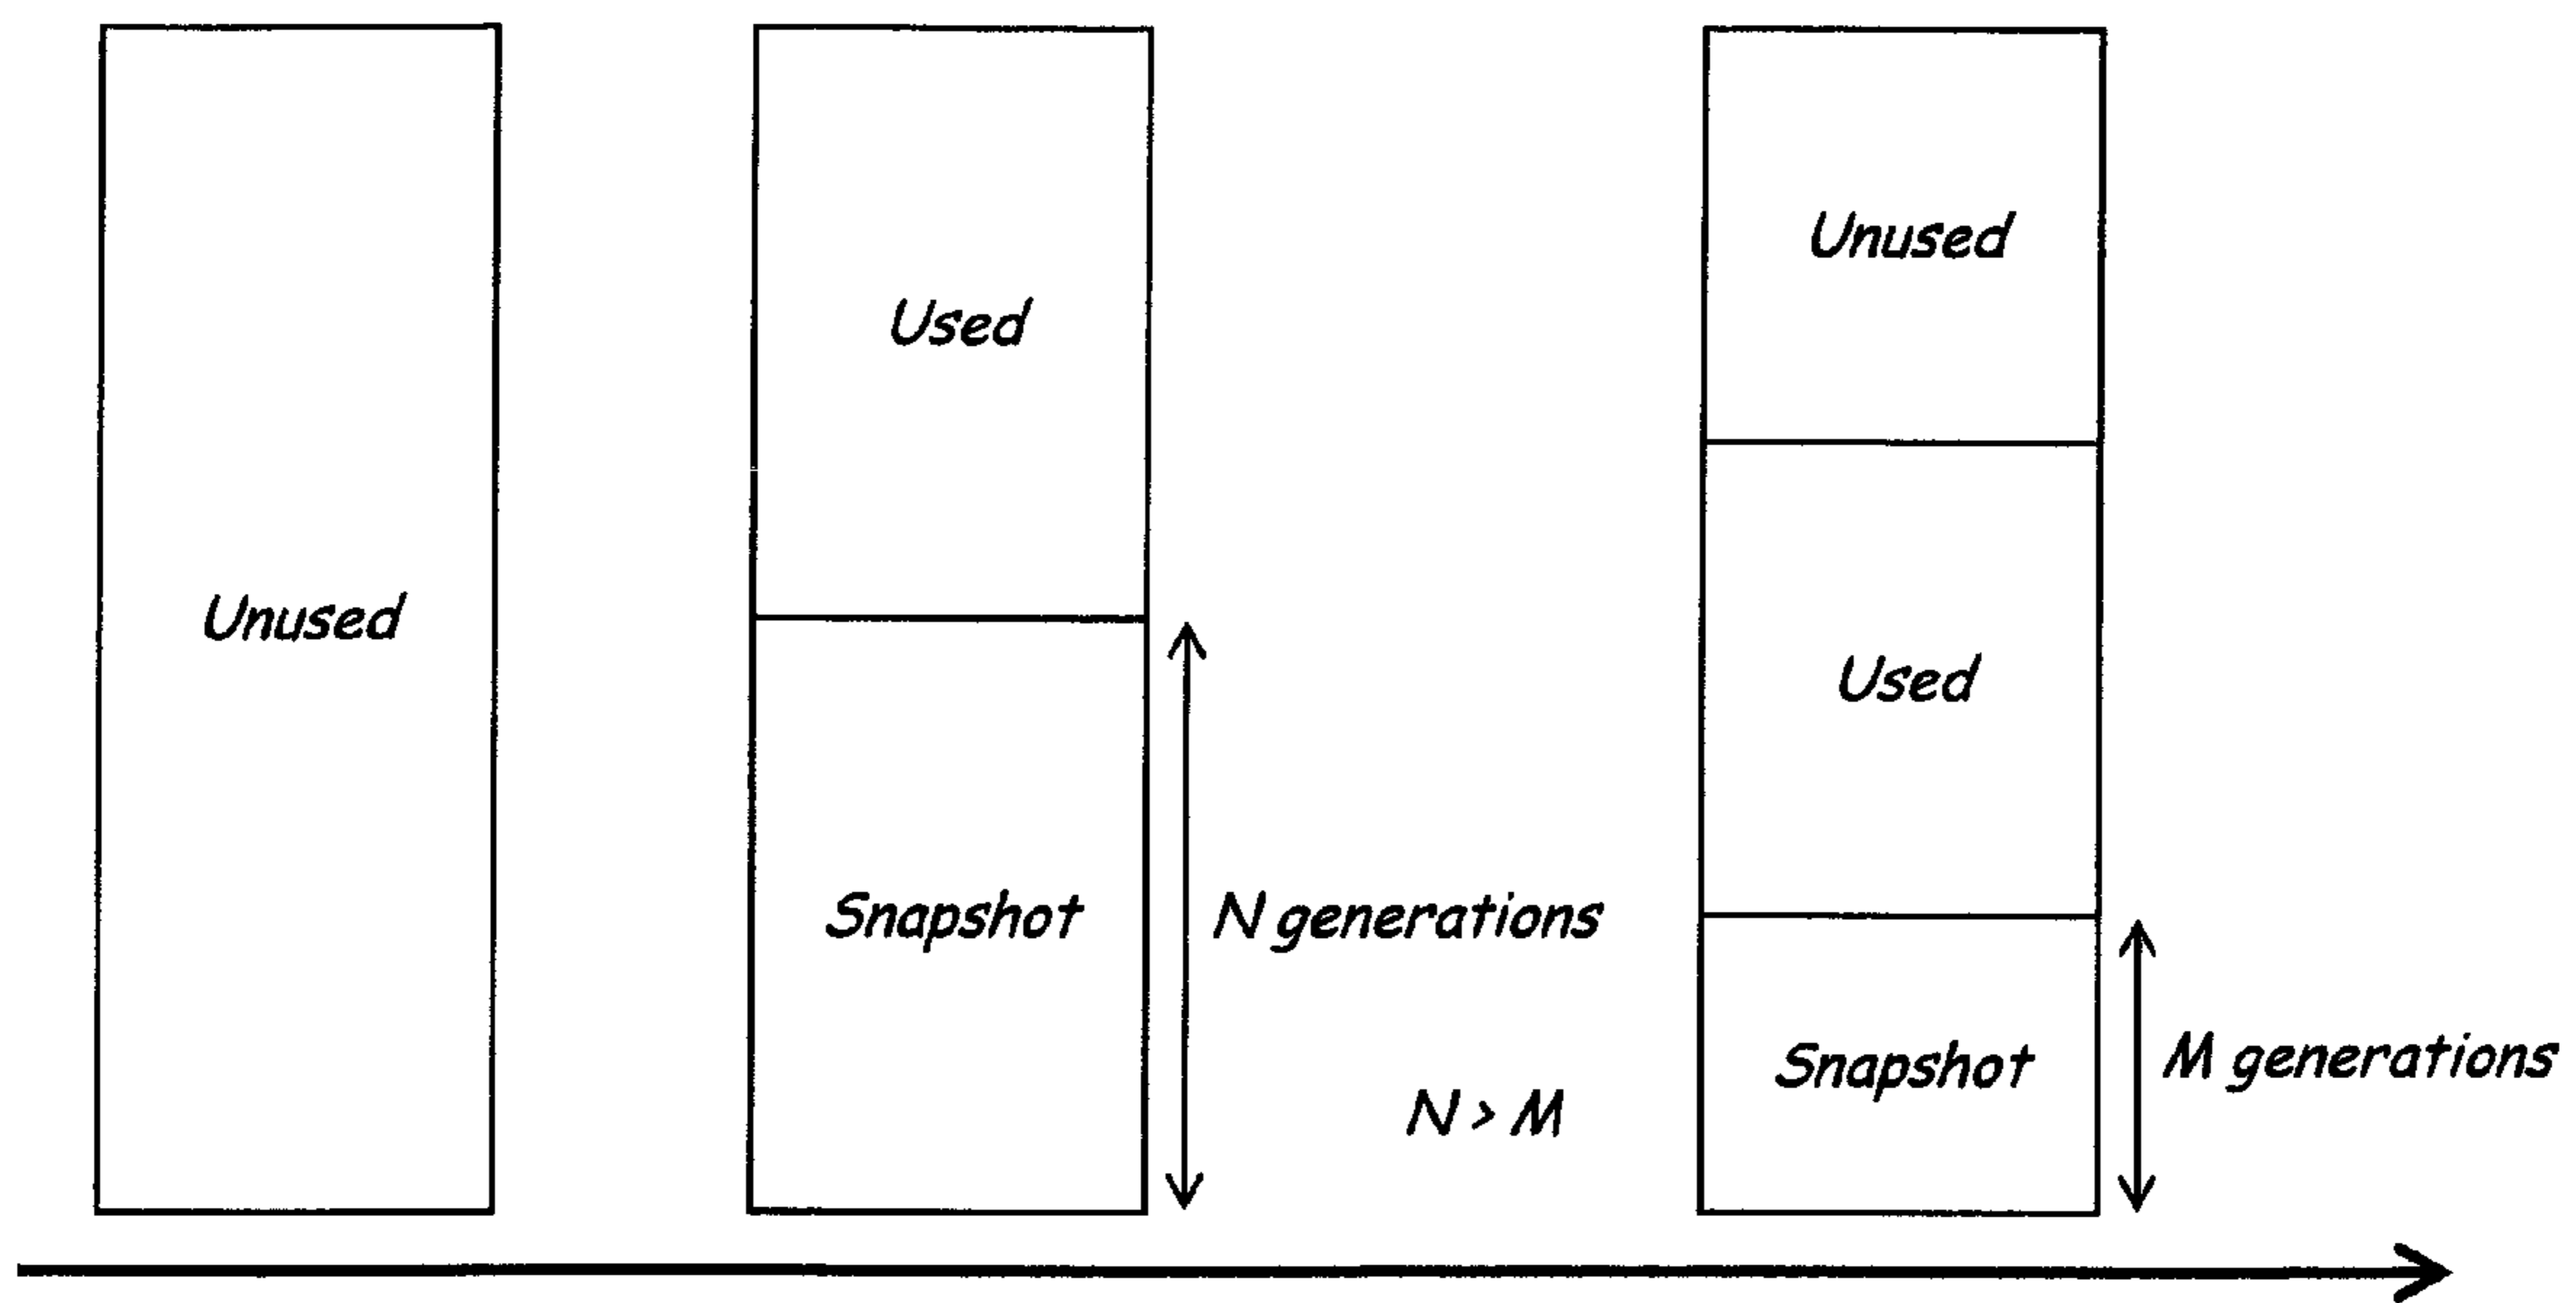 Unused
Used
Snapshot
N generations
N > M
Unused
Used
Snapshot
M generations